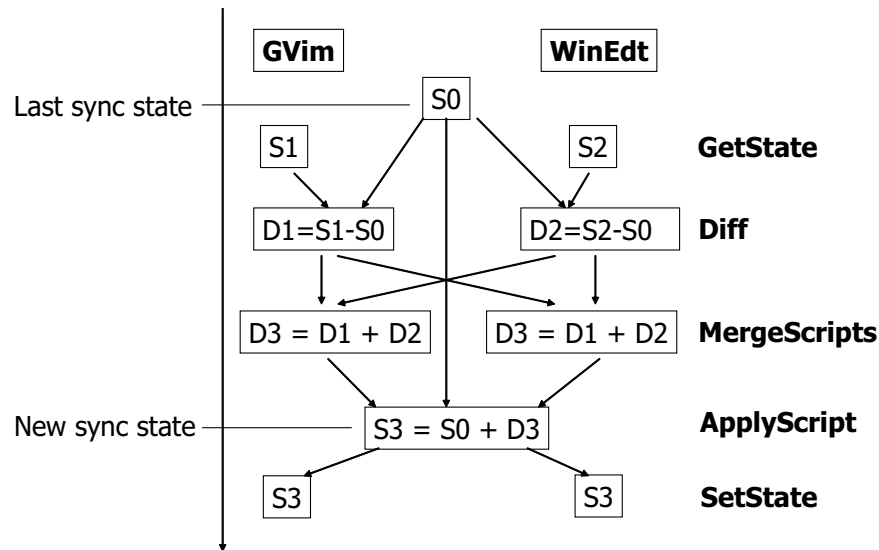 GVim
WinEdt
Last sync state
S0
S1
S2
GetState
D1=S1-S0
D2=S2-S0
Diff
D3 = D1 + D2
D3 = D1 + D2
MergeScripts
New sync state
S3 = S0 + D3
ApplyScript
S3
S3
SetState